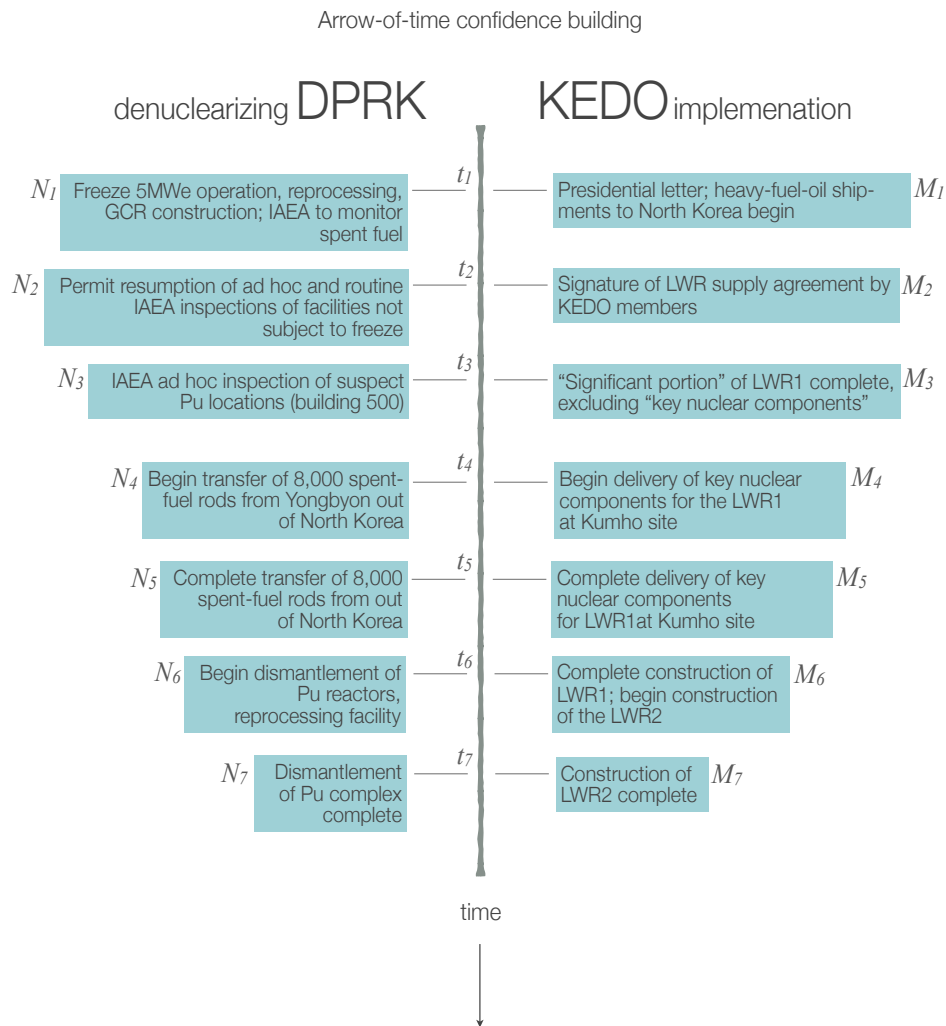 Arrow-of-time confidence building
denuclearizing DPRK
KEDO implemenation
N1
Freeze 5MWe operation, reprocessing,
GCR construction; IAEA to monitor
spent fuel
t1
Presidential letter; heavy-fuel-oil ship-
ments to North Korea begin
M1
N2
Permit resumption of ad hoc and routine
IAEA inspections of facilities not
subject to freeze
t2
Signature of LWR supply agreement by
KEDO members
M2
N3
IAEA ad hoc inspection of suspect
Pu locations (building 500)
t3
“Significant portion” of LWR1 complete,
excluding “key nuclear components”
M3
N4
Begin transfer of 8,000 spent-
fuel rods from Yongbyon out
of North Korea
t4
Begin delivery of key nuclear
components for the LWR1
at Kumho site
M4
N5
Complete transfer of 8,000
spent-fuel rods from out
of North Korea
t5
Complete delivery of key
nuclear components
for LWR1at Kumho site
M5
N6
Begin dismantlement of
Pu reactors,
reprocessing facility
t6
Complete construction of
LWR1; begin construction
of the LWR2
M6
N7
Dismantlement
of Pu complex
complete
t7
Construction of
LWR2 complete
M7
time